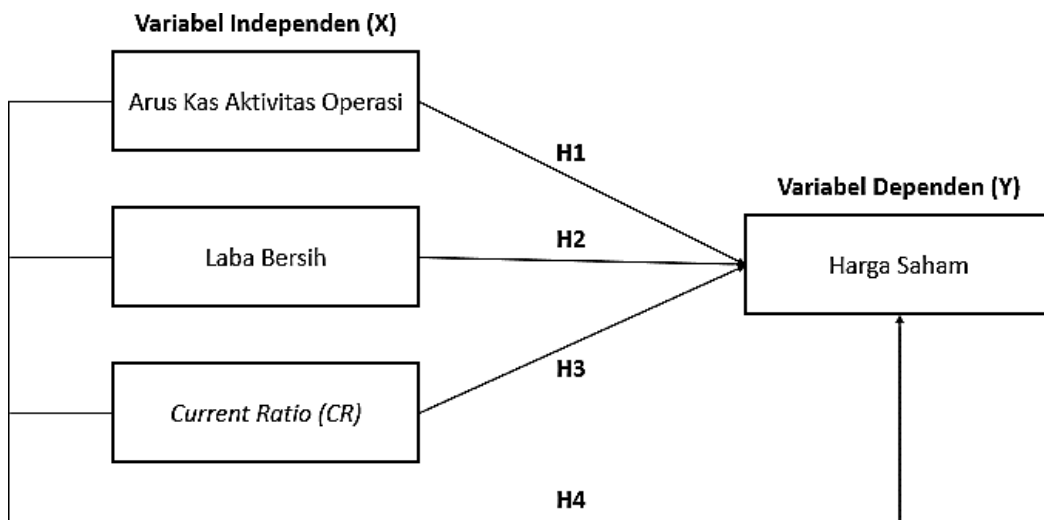 Variabel Independen (X)
Arus Kas Aktivitas Operasi
H1
Variabel Dependen (Y)
Laba Bersih
H2
Harga Saham
H3
Current Ratio (CR)
H4